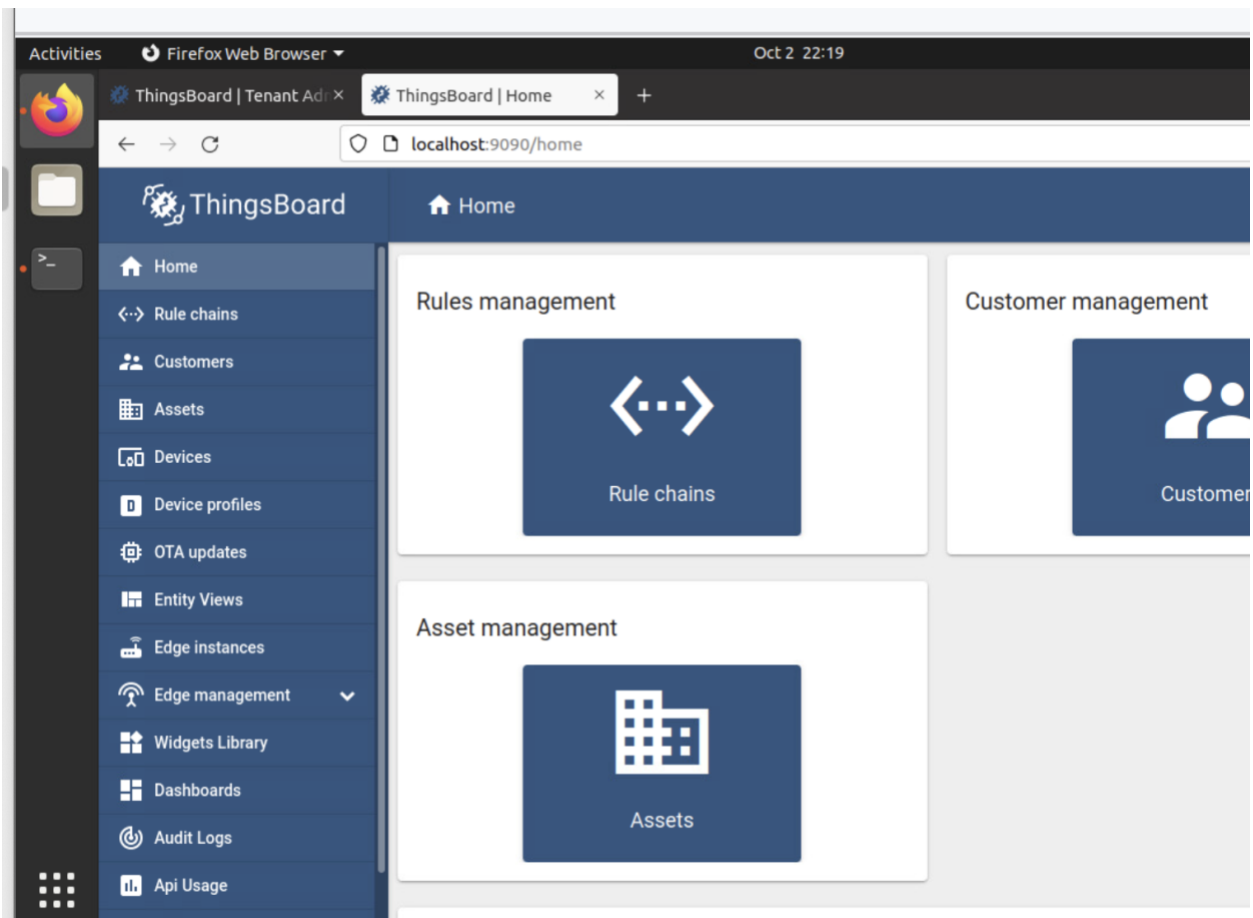 Activities Firefox Web Browser Oct 2 22:19
ThingsBoard | Tenant Adr ThingsBoard | Home
localhost:9090/home
ThingsBoard Home
Home
Rule chains
Customers
Assets
Devices
Device profiles
OTA updates
Entity Views
Edge instances
Edge management
Widgets Library
Dashboards
Audit Logs
Api Usage
Rules management
Rule chains
Customer management
Customer
Asset management
Assets